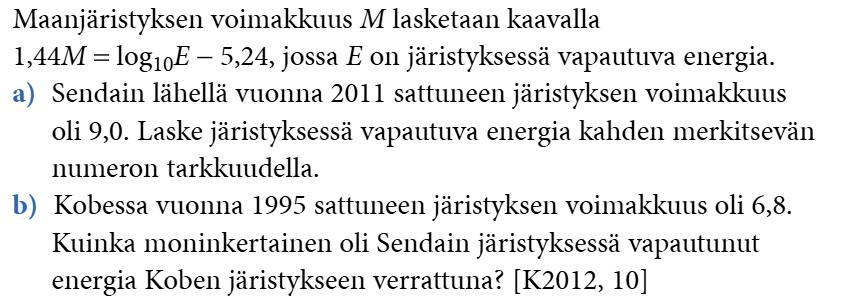 Maanjäristyksen voimakkuus M lasketaan kaavalla
1,44M = log₁₀E − 5,24, jossa E on järistyksessä vapautuva energia.
a) Sendain lähellä vuonna 2011 sattuneen järistyksen voimakkuus
oli 9,0. Laske järistyksessä vapautuva energia kahden merkitsevän
numeron tarkkuudella.
b) Kobessa vuonna 1995 sattuneen järistyksen voimakkuus oli 6,8.
Kuinka moninkertainen oli Sendain järistyksessä vapautunut
energia Koben järistykseen verrattuna? [K2012, 10]